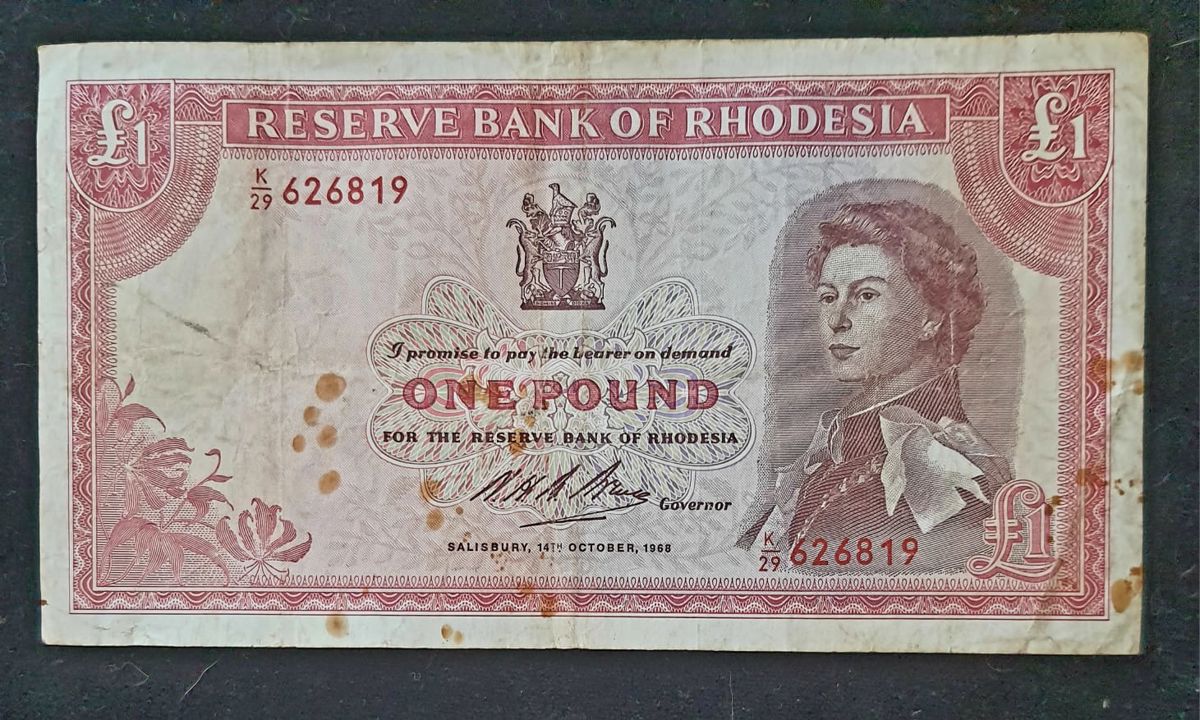 £1 RESERVE BANK OF RHODESIA £1
K/29 626819
I promise to pay the bearer on demand
ONE POUND
FOR THE RESERVE BANK OF RHODESIA
Governor
SALISBURY, 14TH OCTOBER, 1968
K/29 626819
£1